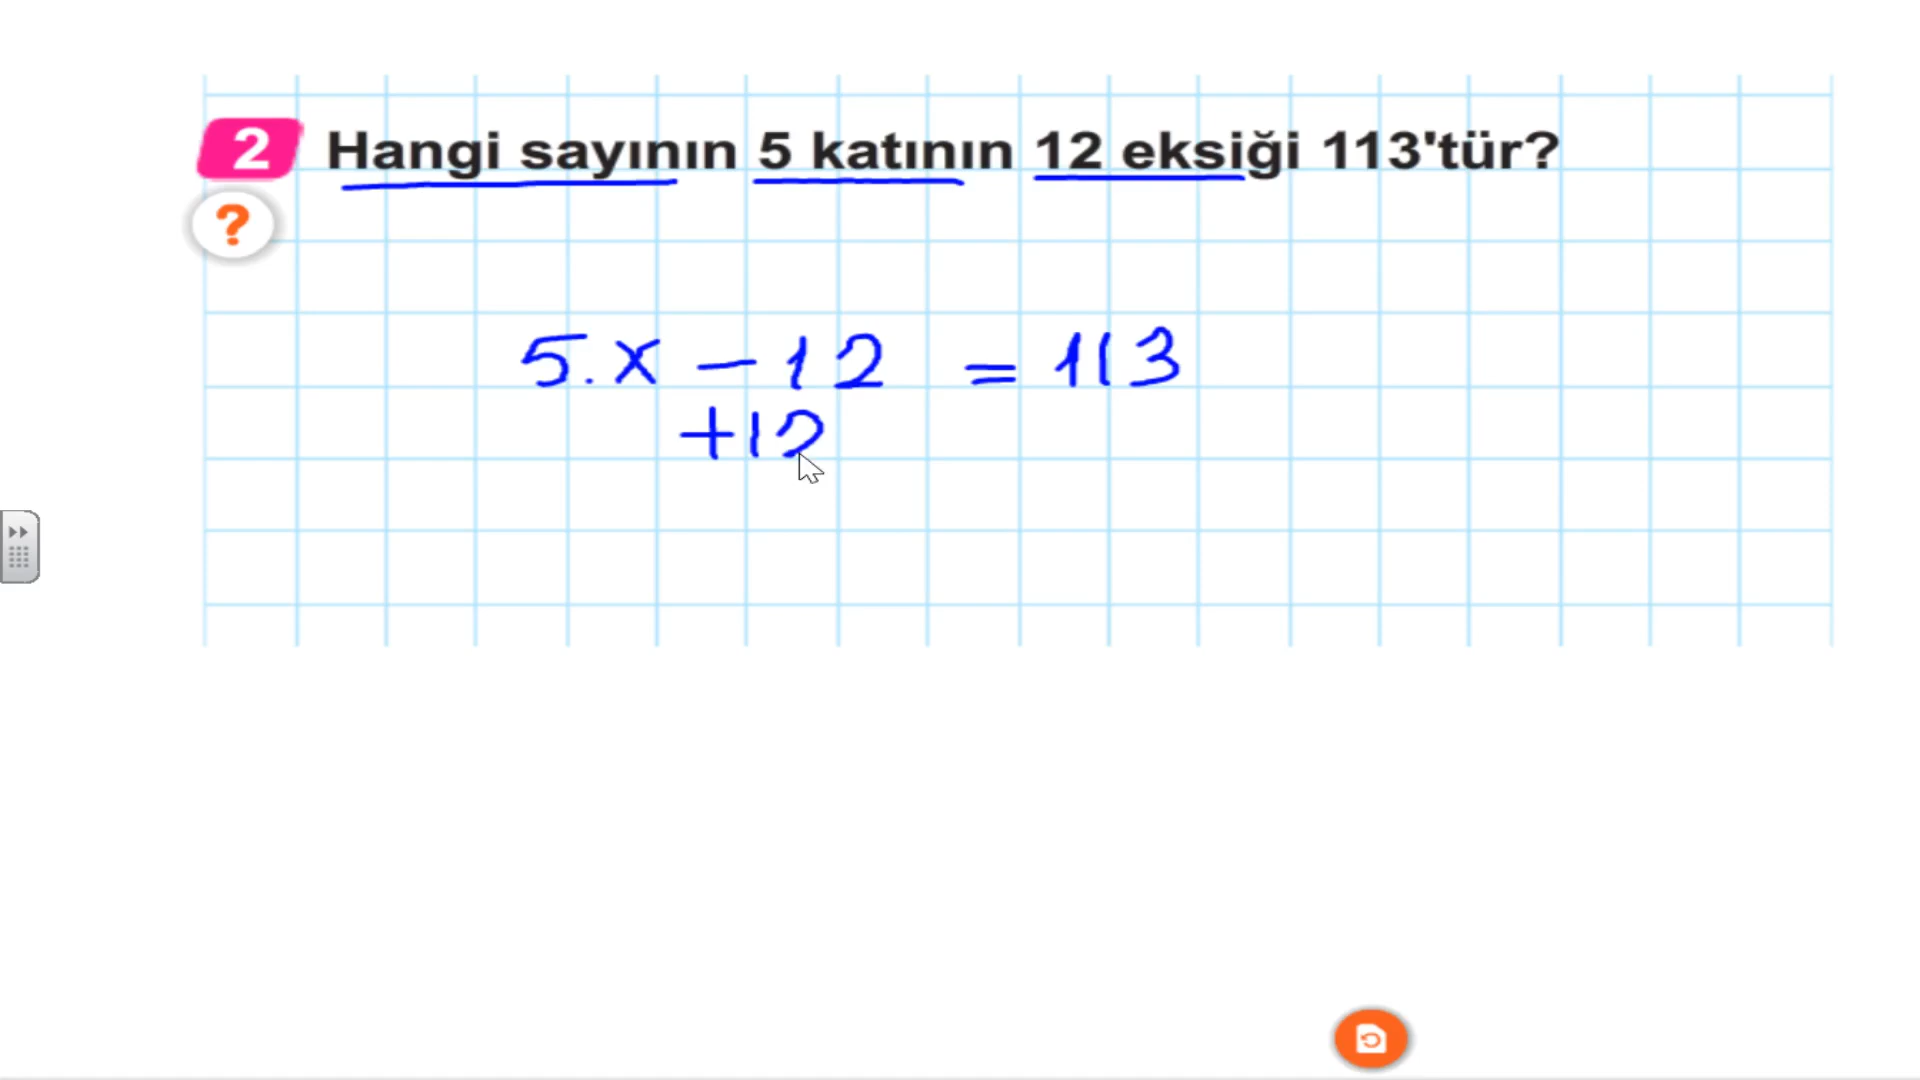 2 Hangi sayının 5 katının 12 eksiği 113'tür?
?
5.x - 12 = 113
+12